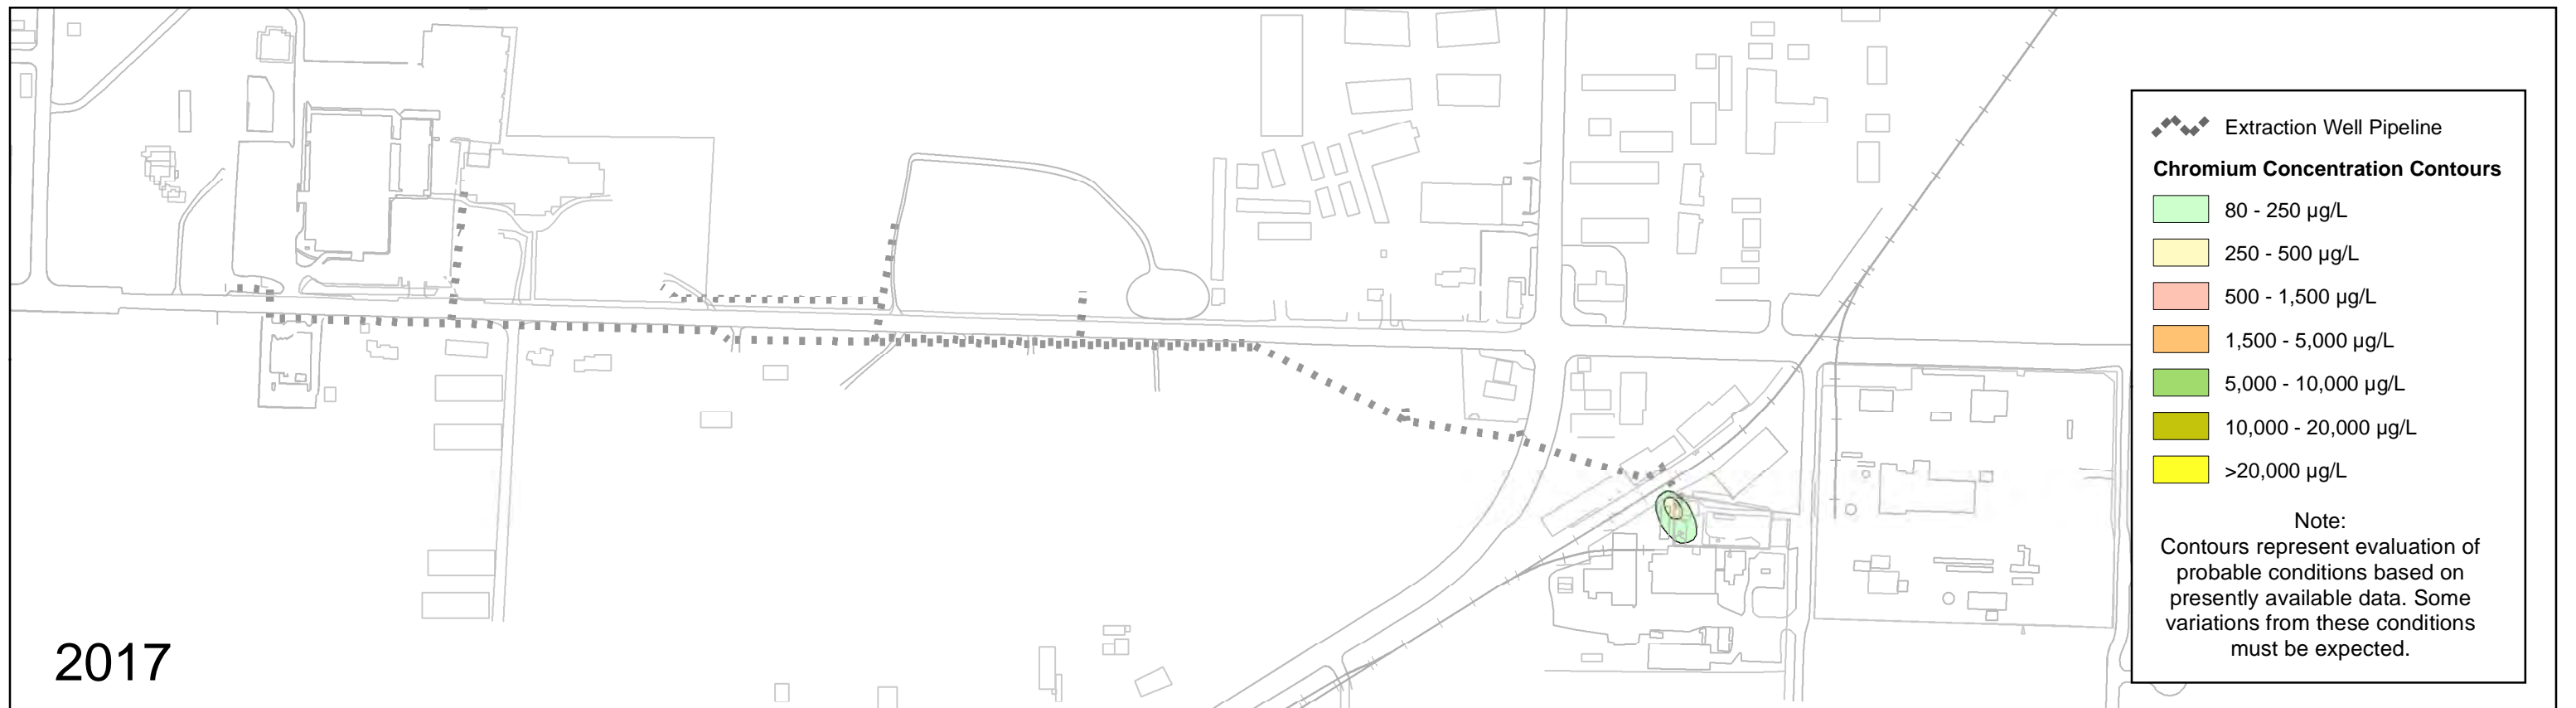 Extraction Well Pipeline
Chromium Concentration Contours
80 - 250 µg/L
250 - 500 µg/L
500 - 1,500 µg/L
1,500 - 5,000 µg/L
5,000 - 10,000 µg/L
10,000 - 20,000 µg/L
>20,000 µg/L
Note:
Contours represent evaluation of
probable conditions based on
presently available data. Some
variations from these conditions
must be expected.
2017